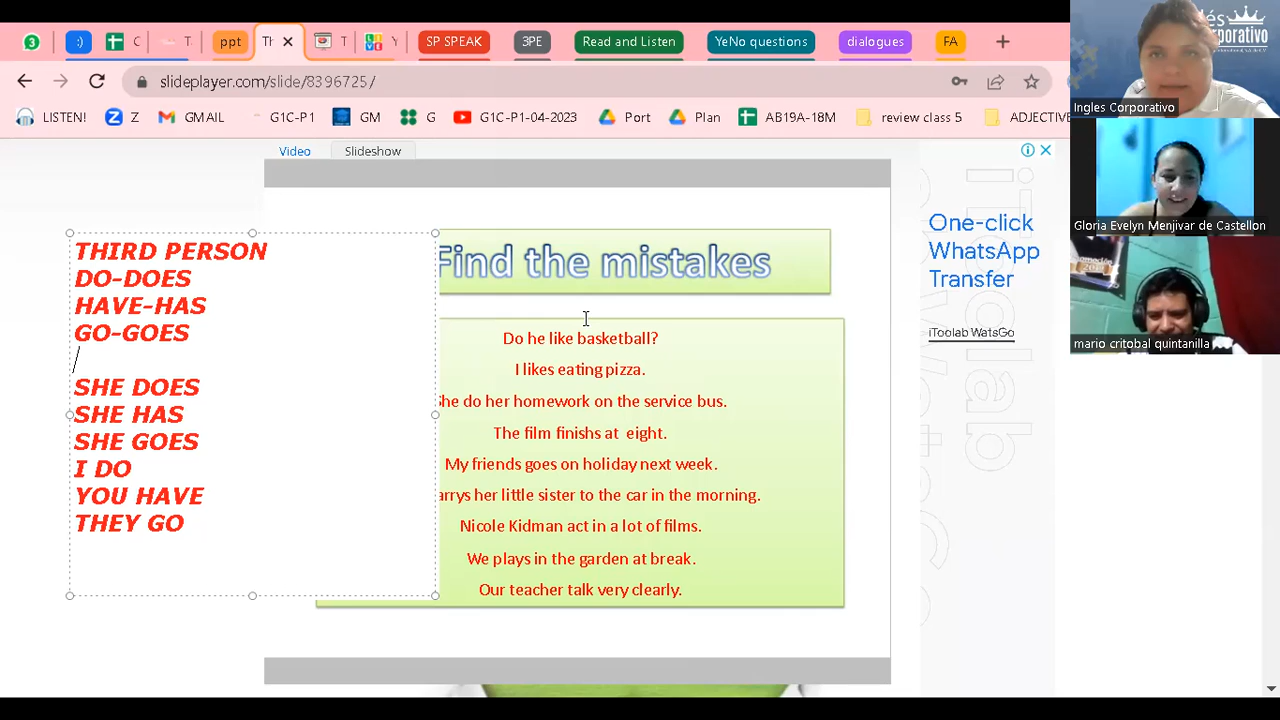 3
:)
C
T
ppt
Th
T
Y
SP SPEAK
3PE
Read and Listen
YeNo questions
dialogues
FA
slideplayer.com/slide/8396725/
LISTEN!
Z
GMAIL
G1C-P1
GM
G
G1C-P1-04-2023
Port
Plan
AB19A-18M
review class 5
ADJECTIVE
Video
Slideshow
THIRD PERSON
DO-DOES
HAVE-HAS
GO-GOES
SHE DOES
SHE HAS
SHE GOES
I DO
YOU HAVE
THEY GO
Find the mistakes
Do he like basketball?
I likes eating pizza.
he do her homework on the service bus.
The film finishs at eight.
My friends goes on holiday next week.
arrys her little sister to the car in the morning.
Nicole Kidman act in a lot of films.
We plays in the garden at break.
Our teacher talk very clearly.
One-click
WhatsApp
Transfer
iToolab WatsGo
iToolab
Ingles Corporativo
Gloria Evelyn Menjivar de Castellon
mario critobal quintanilla